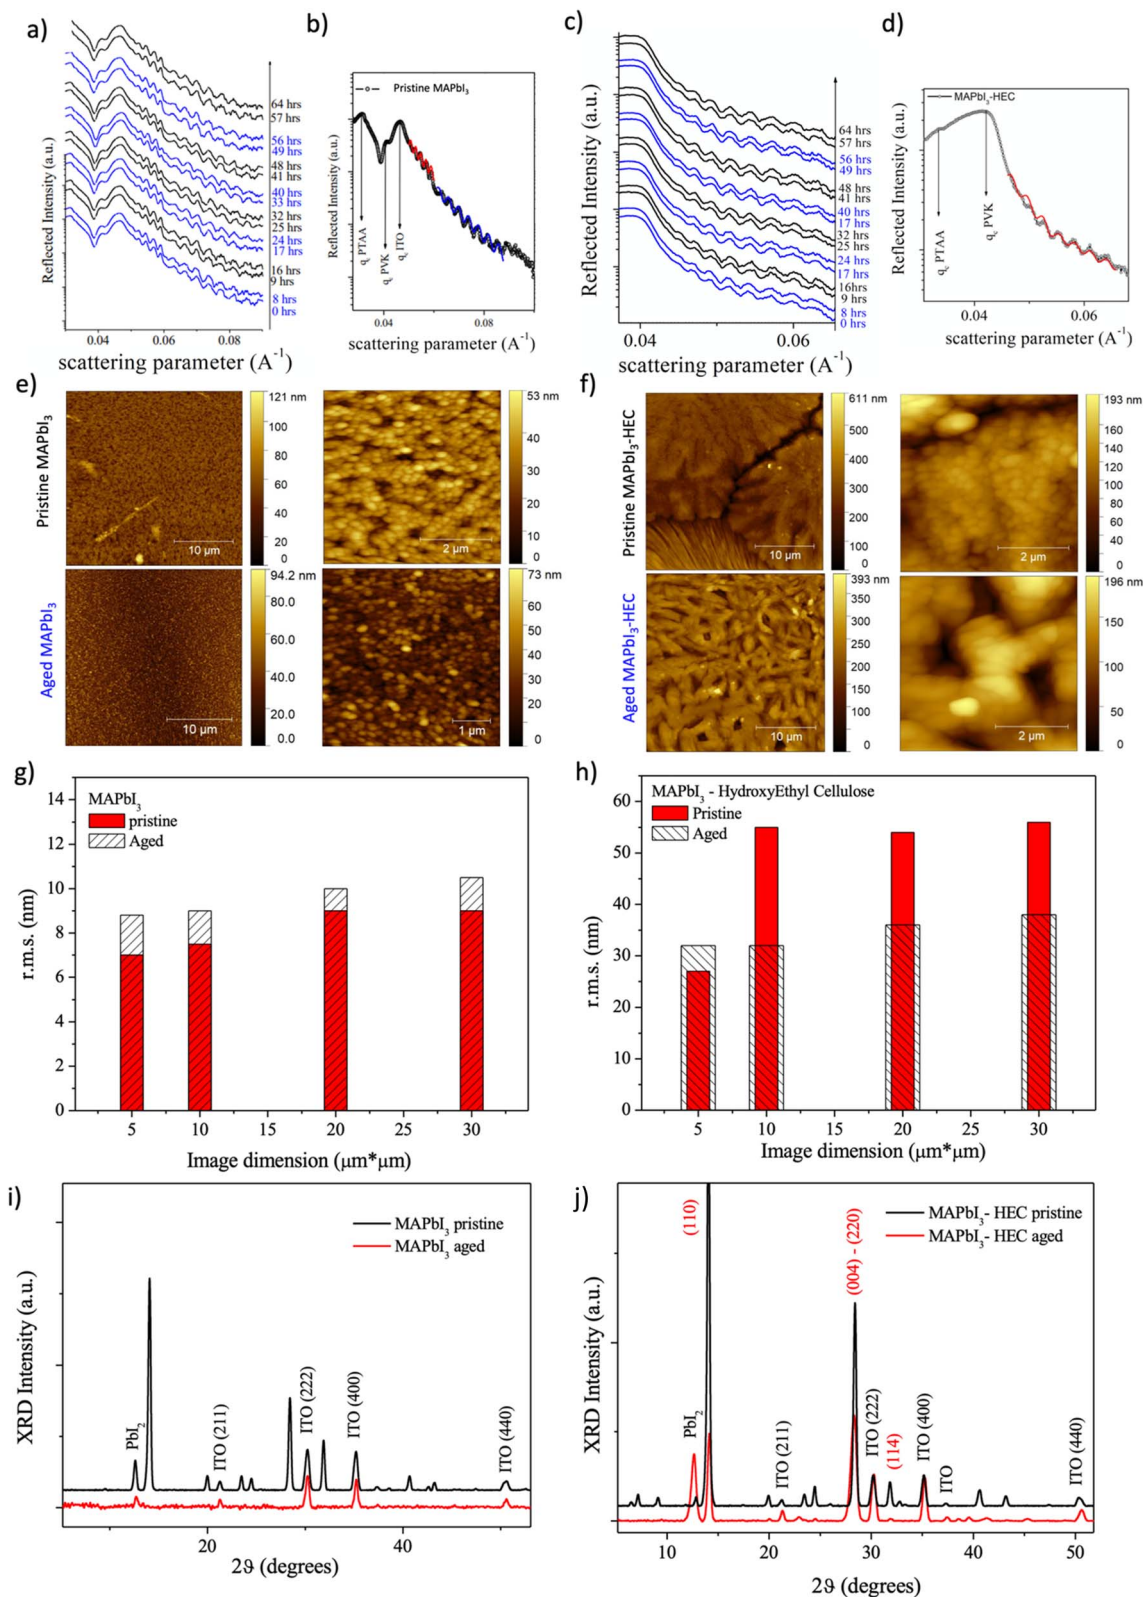 a)
Reflected Intensity (a.u.)
64 hrs
57 hrs
56 hrs
49 hrs
48 hrs
41 hrs
40 hrs
33 hrs
32 hrs
25 hrs
24 hrs
17 hrs
16 hrs
9 hrs
8 hrs
0 hrs
0.04 0.06 0.08
scattering parameter (A⁻¹)
b)
Reflected Intensity (a.u.)
Pristine MAPbI₃
q꜀ PTAA
q꜀ PVK
q꜀ ITO
0.04 0.06 0.08
scattering parameter (A⁻¹)
c)
Reflected Intensity (a.u.)
64 hrs
57 hrs
56 hrs
49 hrs
48 hrs
41 hrs
40 hrs
17 hrs
32 hrs
25 hrs
24 hrs
17 hrs
16hrs
9 hrs
8 hrs
0 hrs
0.04 0.06
scattering parameter (A⁻¹)
d)
Reflected Intensity (a.u.)
MAPbI₃-HEC
q꜀ PTAA
q꜀ PVK
0.04 0.06
scattering parameter (A⁻¹)
e)
Pristine MAPbI₃
10 µm
121 nm
100
80
60
40
20
0
2 µm
53 nm
40
30
20
10
0
Aged MAPbI₃
10 µm
94.2 nm
80.0
60.0
40.0
20.0
0.0
1 µm
73 nm
60
50
40
30
20
10
0
f)
Pristine MAPbI₃-HEC
10 µm
611 nm
500
400
300
200
100
0
2 µm
193 nm
160
140
120
100
80
60
40
20
0
Aged MAPbI₃-HEC
10 µm
393 nm
350
300
250
200
150
100
0
2 µm
196 nm
150
100
50
0
g)
MAPbI₃
pristine
Aged
r.m.s. (nm)
14
12
10
8
6
4
2
0
5 10 15 20 25 30
Image dimension (µm*µm)
h)
MAPbI₃ - HydroxyEthyl Cellulose
Pristine
Aged
r.m.s. (nm)
60
50
40
30
20
10
0
5 10 15 20 25 30
Image dimension (µm*µm)
i)
XRD Intensity (a.u.)
MAPbI₃ pristine
MAPbI₃ aged
PbI₂
ITO (211)
ITO (222)
ITO (400)
ITO (440)
20 40
2ϑ (degrees)
j)
XRD Intensity (a.u.)
MAPbI₃- HEC pristine
MAPbI₃- HEC aged
(110)
(004) - (220)
PbI₂
ITO (211)
ITO (222)
(114)
ITO (400)
ITO
ITO (440)
10 20 30 40 50
2ϑ (degrees)